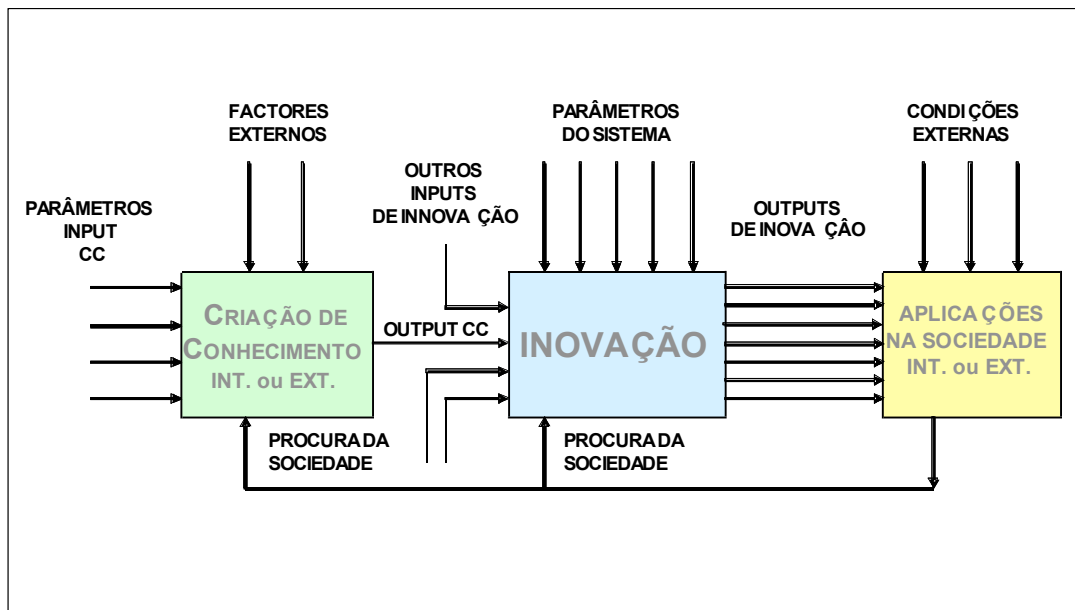 FACTORES
EXTERNOS
PARÂMETROS
DO SISTEMA
CONDIÇÕES
EXTERNAS
OUTROS
INPUTS
DE INNOVA ÇÃO
PARÂMETROS
INPUT
CC
OUTPUTS
DE INOVA ÇÂO
CRIAÇÃO DE
CONHECIMENTO
INT. ou EXT.
OUTPUT CC
INOVAÇÃO
APLICAÇÕES
NA SOCIEDADE
INT. ou EXT.
PROCURA DA
SOCIEDADE
PROCURA DA
SOCIEDADE